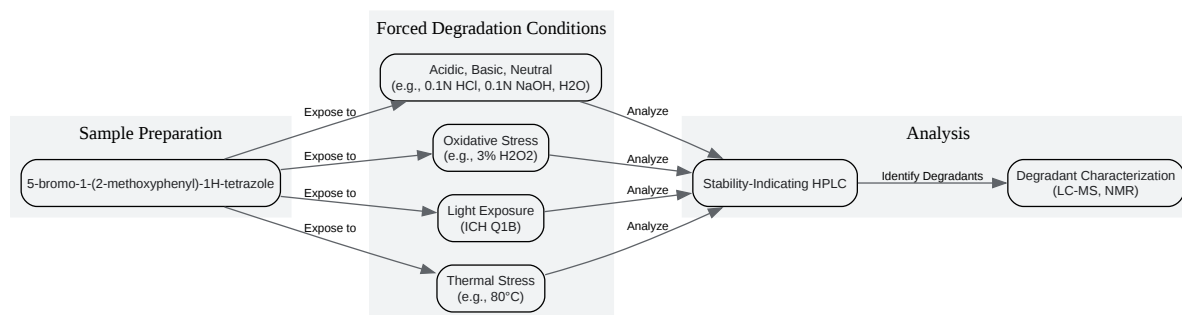 Forced Degradation Conditions
Acidic, Basic, Neutral
(e.g., 0.1N HCl, 0.1N NaOH, H2O)
Expose to
Analyze
Sample Preparation
Analysis
Oxidative Stress
(e.g., 3% H2O2)
Expose to
Analyze
5-bromo-1-(2-methoxyphenyl)-1H-tetrazole
Stability-Indicating HPLC
Identify Degradants
Degradant Characterization
(LC-MS, NMR)
Expose to
Analyze
Light Exposure
(ICH Q1B)
Expose to
Analyze
Thermal Stress
(e.g., 80°C)